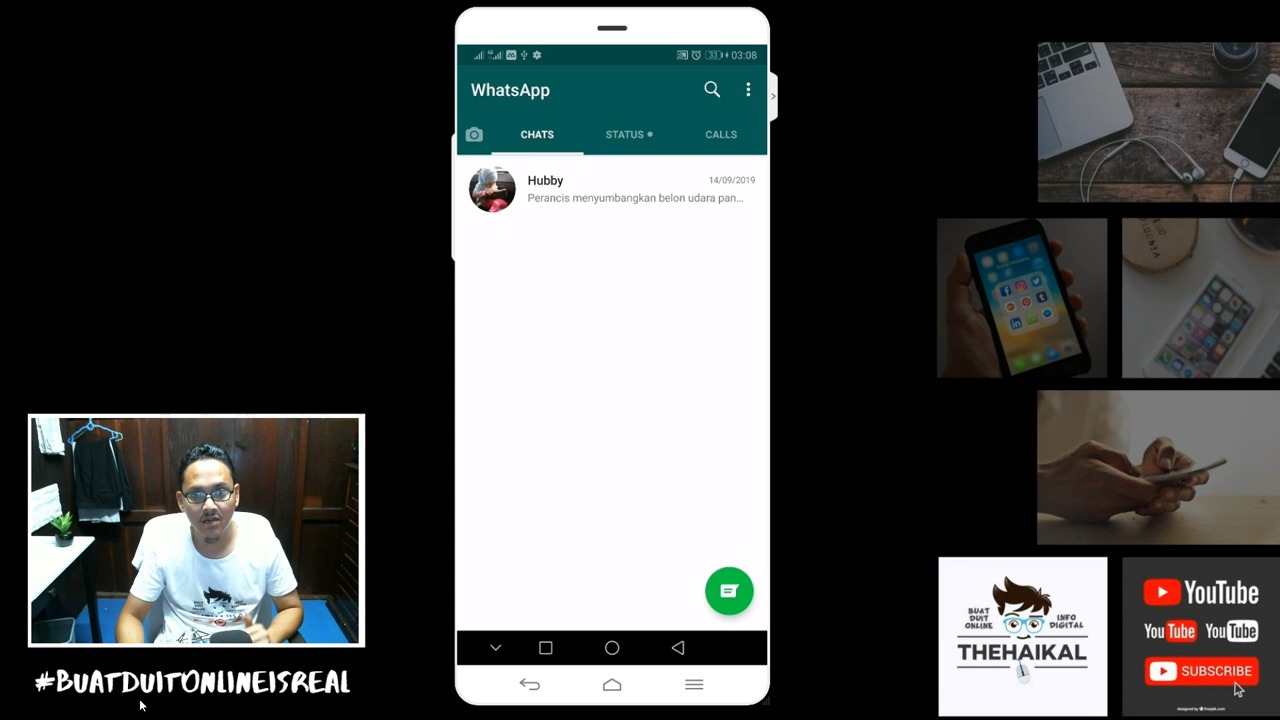 03:08
WhatsApp
CHATS
STATUS
CALLS
Hubby
14/09/2019
Perancis menyumbangkan belon udara pan...
#BUATDUITONLINEISREAL
BUAT DUIT ONLINE
INFO DIGITAL
THEHAIKAL
YouTube
YouTube YouTube
SUBSCRIBE